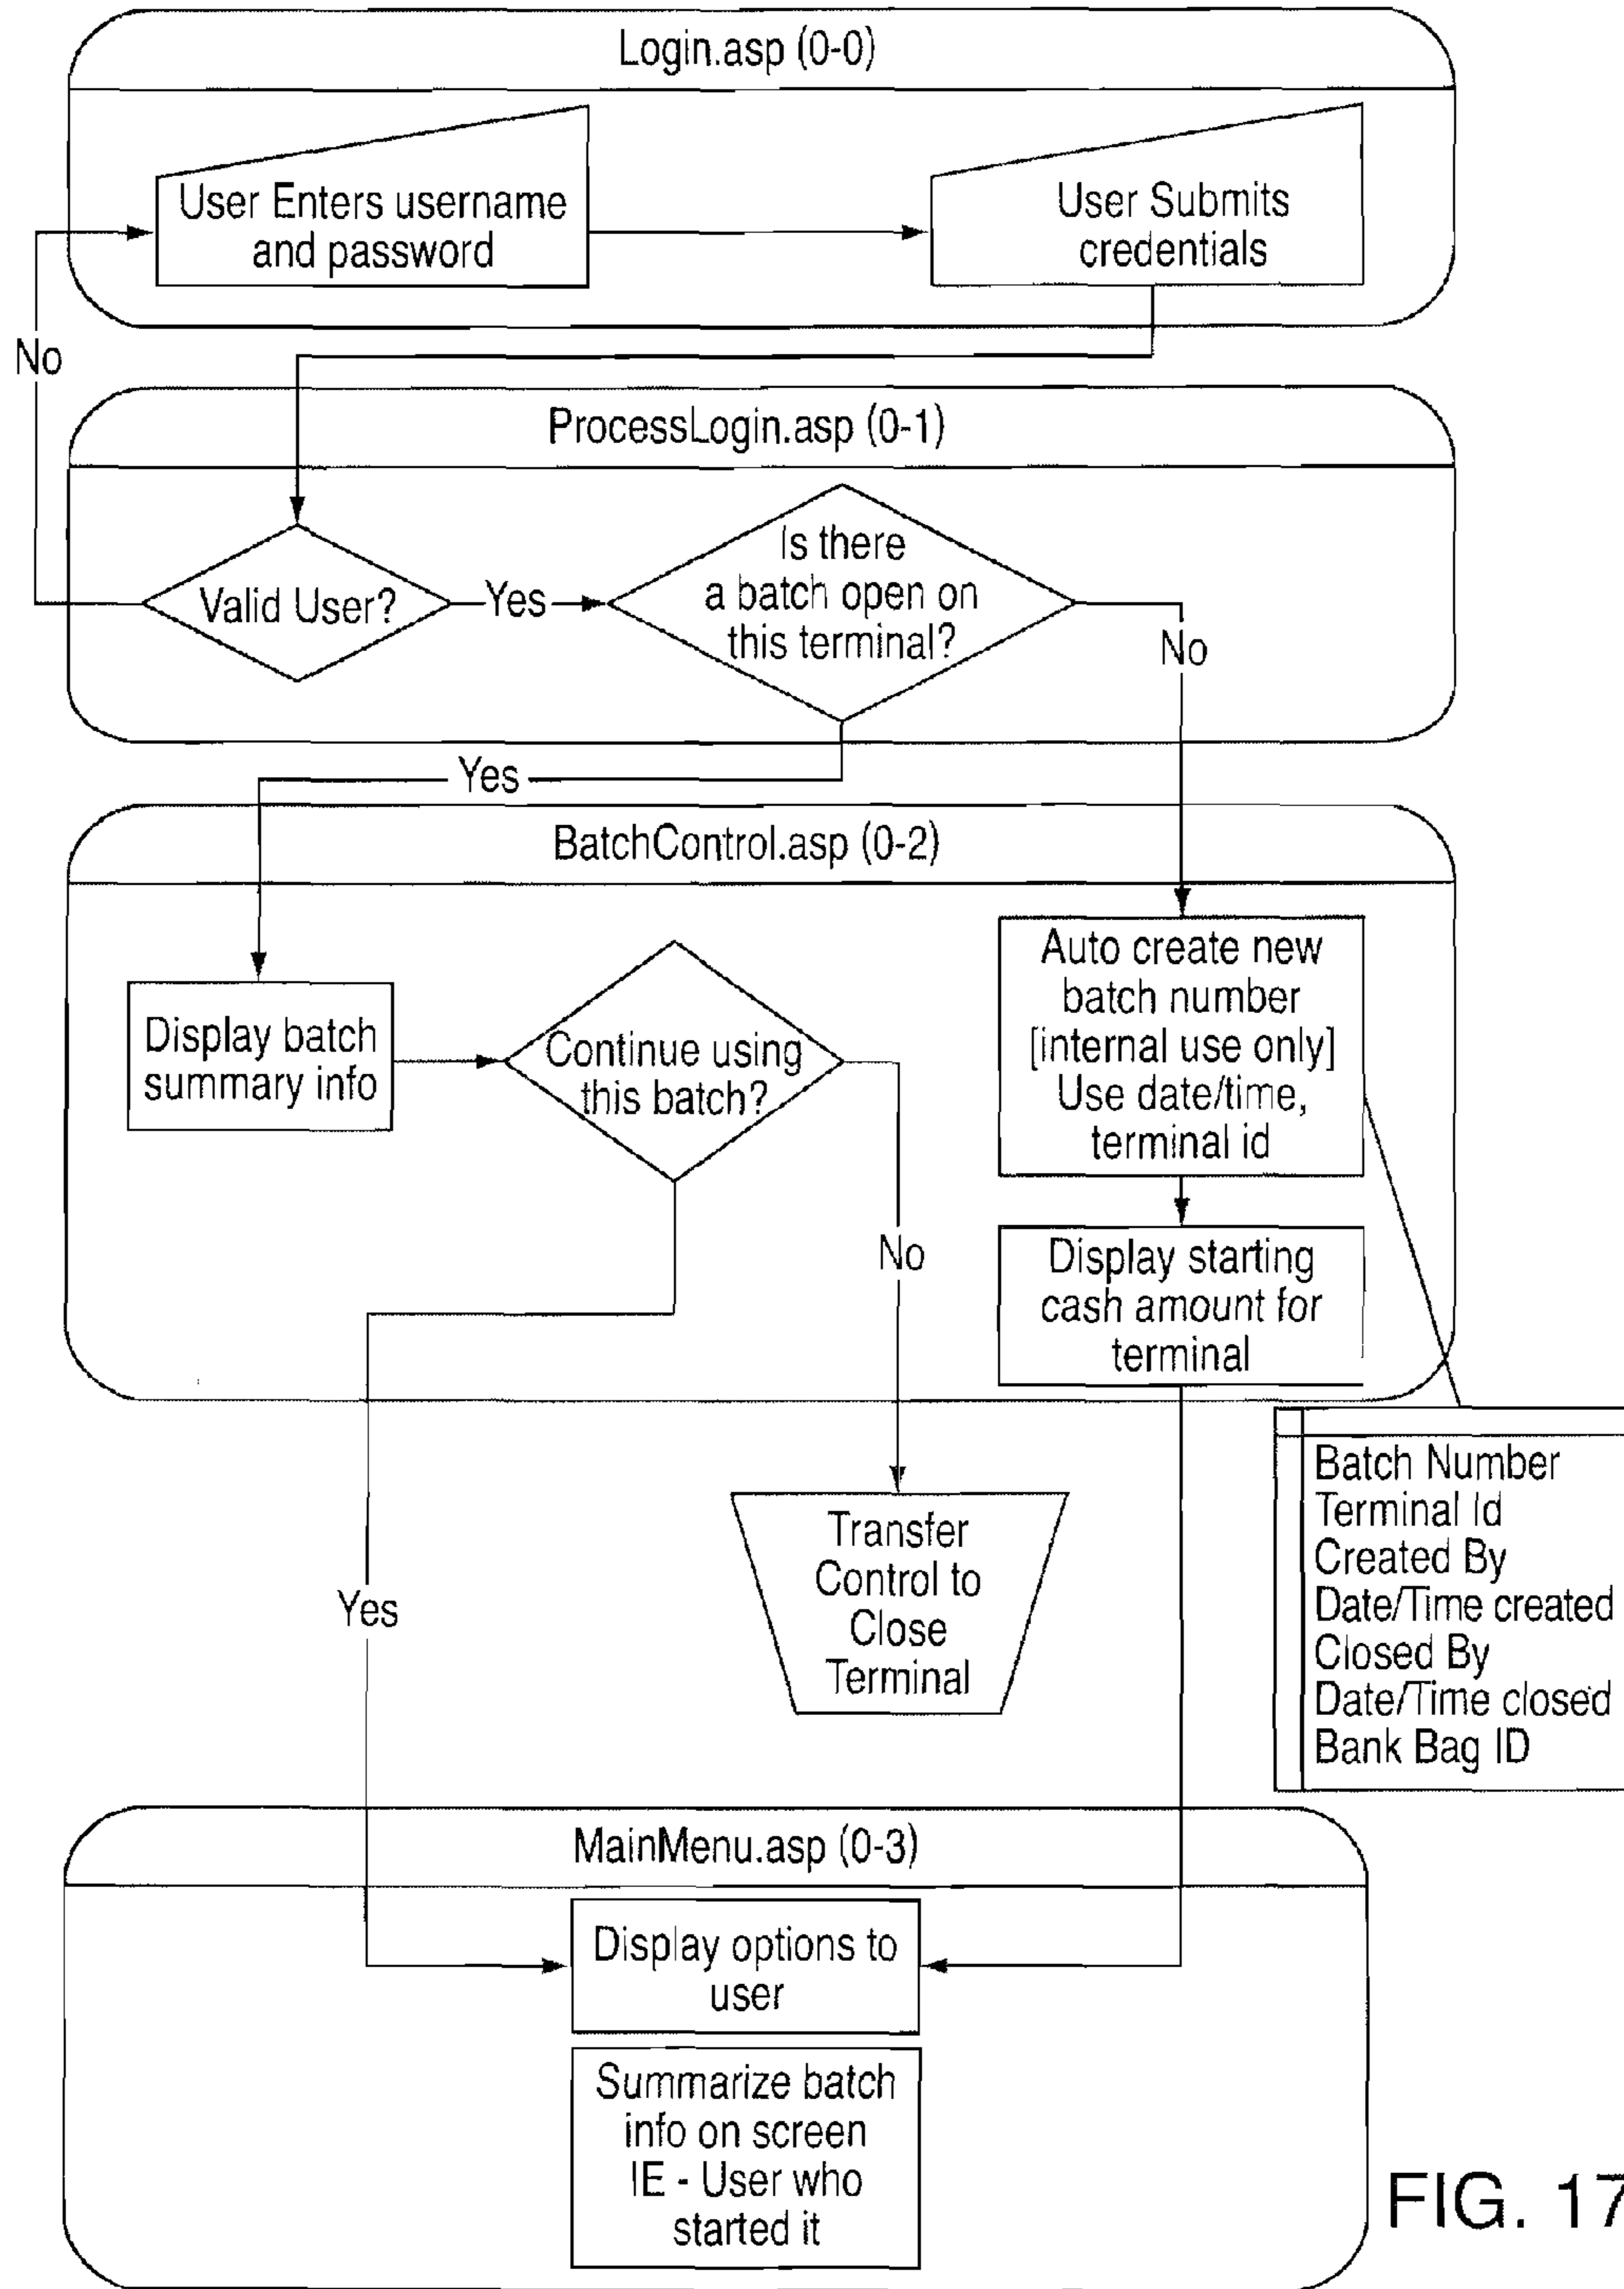 Login.asp (0-0)
User Enters username
and password
User Submits
credentials
No
ProcessLogin.asp (0-1)
Valid User?
Yes
Is there
a batch open on
this terminal?
No
Yes
BatchControl.asp (0-2)
Display batch
summary info
Continue using
this batch?
Auto create new
batch number
[internal use only]
Use date/time,
terminal id
No
Display starting
cash amount for
terminal
Batch Number
Terminal Id
Created By
Date/Time created
Closed By
Date/Time closed
Bank Bag ID
Transfer
Control to
Close
Terminal
Yes
MainMenu.asp (0-3)
Display options to
user
Summarize batch
info on screen
IE - User who
started it
FIG. 17